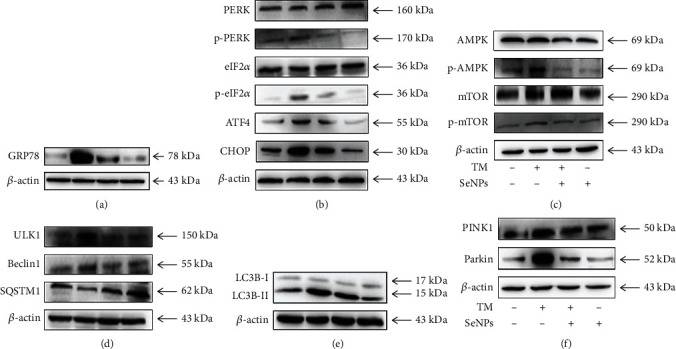 GRP78 78 kDa
β-actin 43 kDa
(a)
PERK 160 kDa
p-PERK 170 kDa
eIF2α 36 kDa
p-eIF2α 36 kDa
ATF4 55 kDa
CHOP 30 kDa
β-actin 43 kDa
(b)
AMPK 69 kDa
p-AMPK 69 kDa
mTOR 290 kDa
p-mTOR 290 kDa
β-actin 43 kDa
TM – + + –
SeNPs – – + +
(c)
ULK1 150 kDa
Beclin1 55 kDa
SQSTM1 62 kDa
β-actin 43 kDa
(d)
LC3B-I 17 kDa
LC3B-II 15 kDa
β-actin 43 kDa
(e)
PINK1 50 kDa
Parkin 52 kDa
β-actin 43 kDa
TM – + + –
SeNPs – – + +
(f)